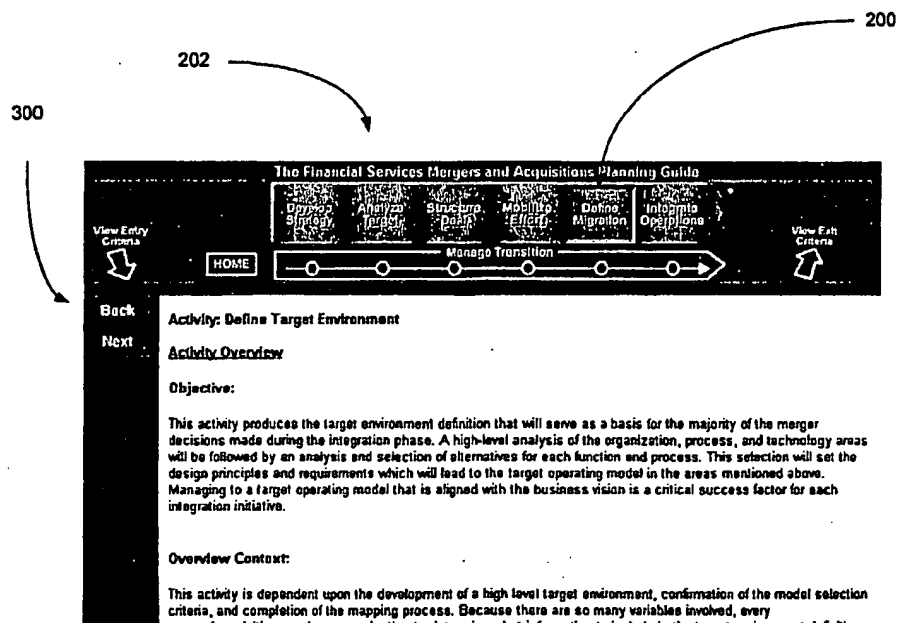 200
202
300
The Financial Services Mergers and Acquisitions Planning Guide
Develop Strategy
Analyze Target
Structure Deal
Mobilize Effort
Define Migration
Integrate Operations
View Entry Criteria
View Exit Criteria
HOME
Manage Transition
Back
Next
Activity: Define Target Environment
Activity Overview
Objective:
This activity produces the target environment definition that will serve as a basis for the majority of the merger
decisions made during the integration phase. A high-level analysis of the organization, process, and technology areas
will be followed by an analysis and selection of alternatives for each function and process. This selection will set the
design principles and requirements which will lead to the target operating model in the areas mentioned above.
Managing to a target operating model that is aligned with the business vision is a critical success factor for each
integration initiative.
Overview Context:
This activity is dependent upon the development of a high level target environment, confirmation of the model selection
criteria, and completion of the mapping process. Because there are so many variables involved, every